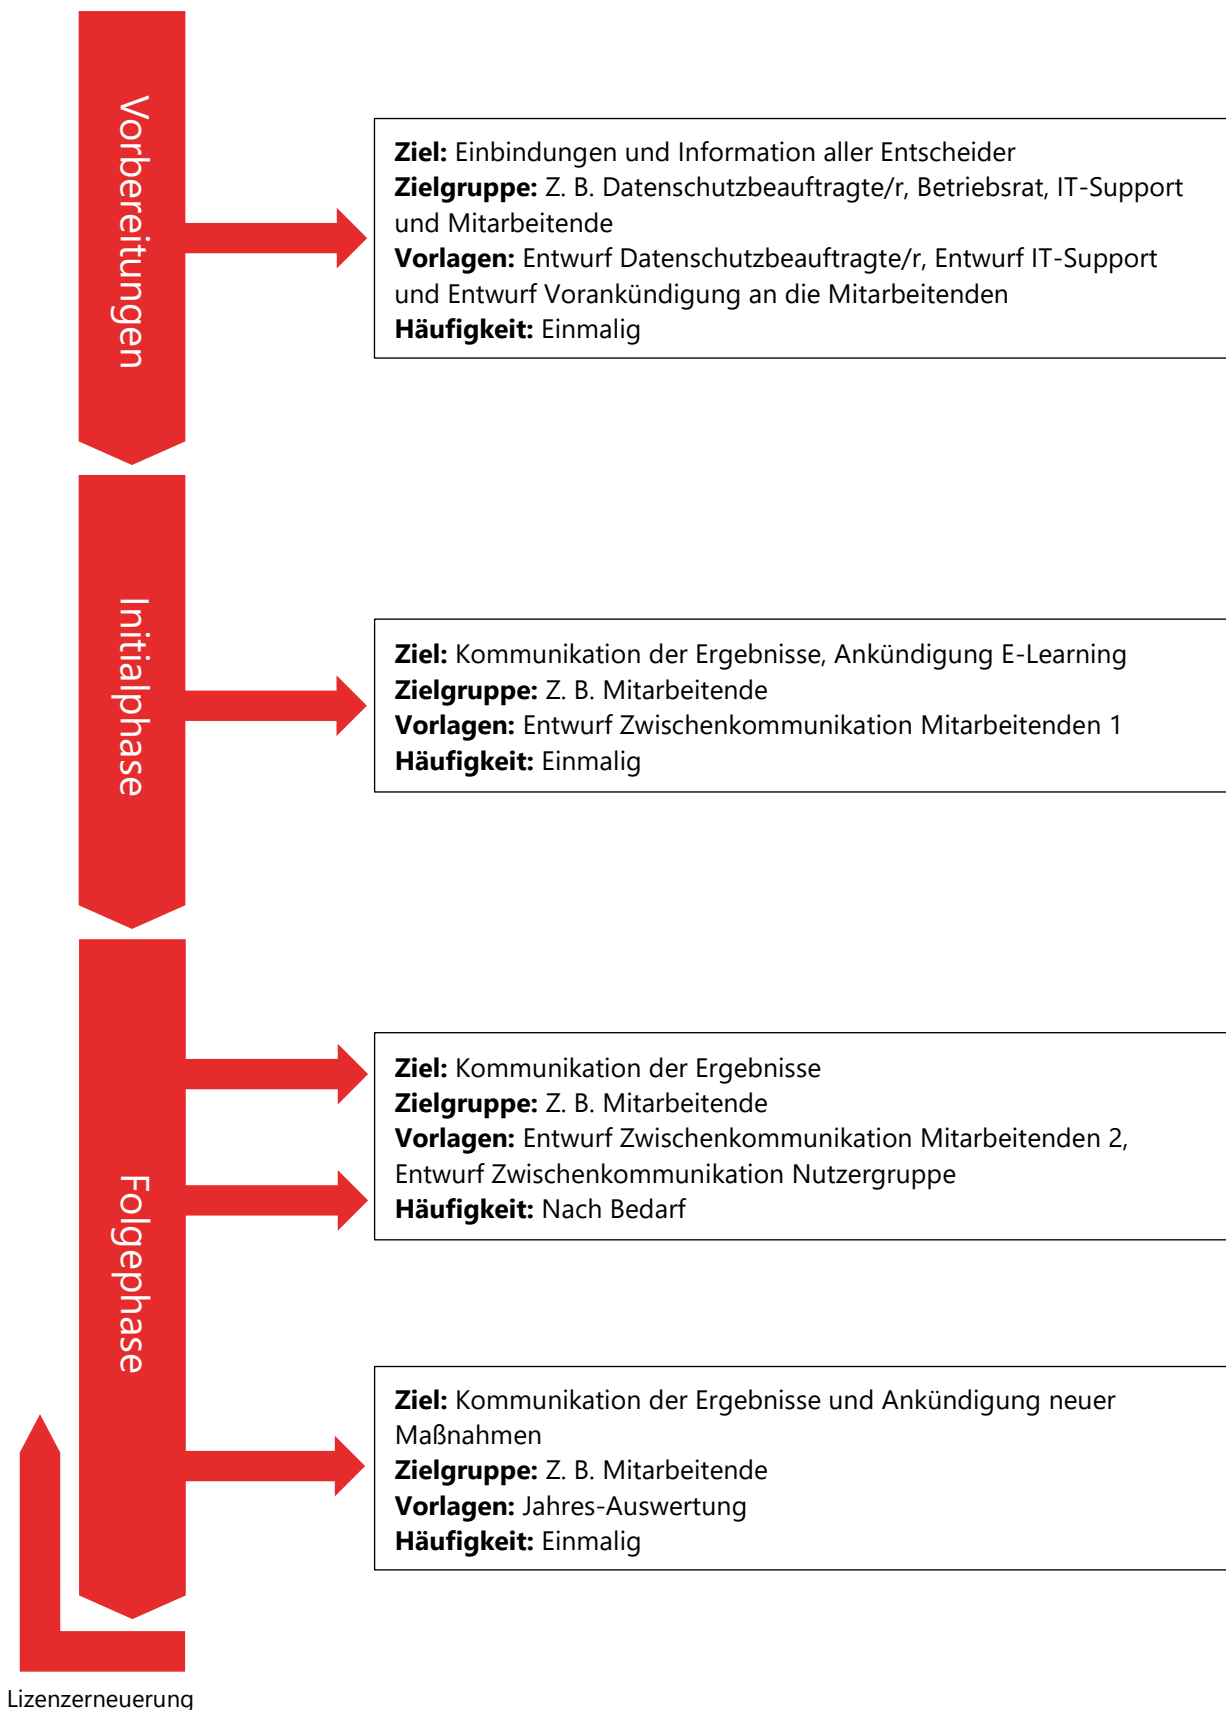 Vorbereitungen
Ziel: Einbindungen und Information aller Entscheider
Zielgruppe: Z. B. Datenschutzbeauftragte/r, Betriebsrat, IT-Support
und Mitarbeitende
Vorlagen: Entwurf Datenschutzbeauftragte/r, Entwurf IT-Support
und Entwurf Vorankündigung an die Mitarbeitenden
Häufigkeit: Einmalig
Initialphase
Ziel: Kommunikation der Ergebnisse, Ankündigung E-Learning
Zielgruppe: Z. B. Mitarbeitende
Vorlagen: Entwurf Zwischenkommunikation Mitarbeitenden 1
Häufigkeit: Einmalig
Folgephase
Ziel: Kommunikation der Ergebnisse
Zielgruppe: Z. B. Mitarbeitende
Vorlagen: Entwurf Zwischenkommunikation Mitarbeitenden 2,
Entwurf Zwischenkommunikation Nutzergruppe
Häufigkeit: Nach Bedarf
Ziel: Kommunikation der Ergebnisse und Ankündigung neuer
Maßnahmen
Zielgruppe: Z. B. Mitarbeitende
Vorlagen: Jahres-Auswertung
Häufigkeit: Einmalig
Lizenzerneuerung